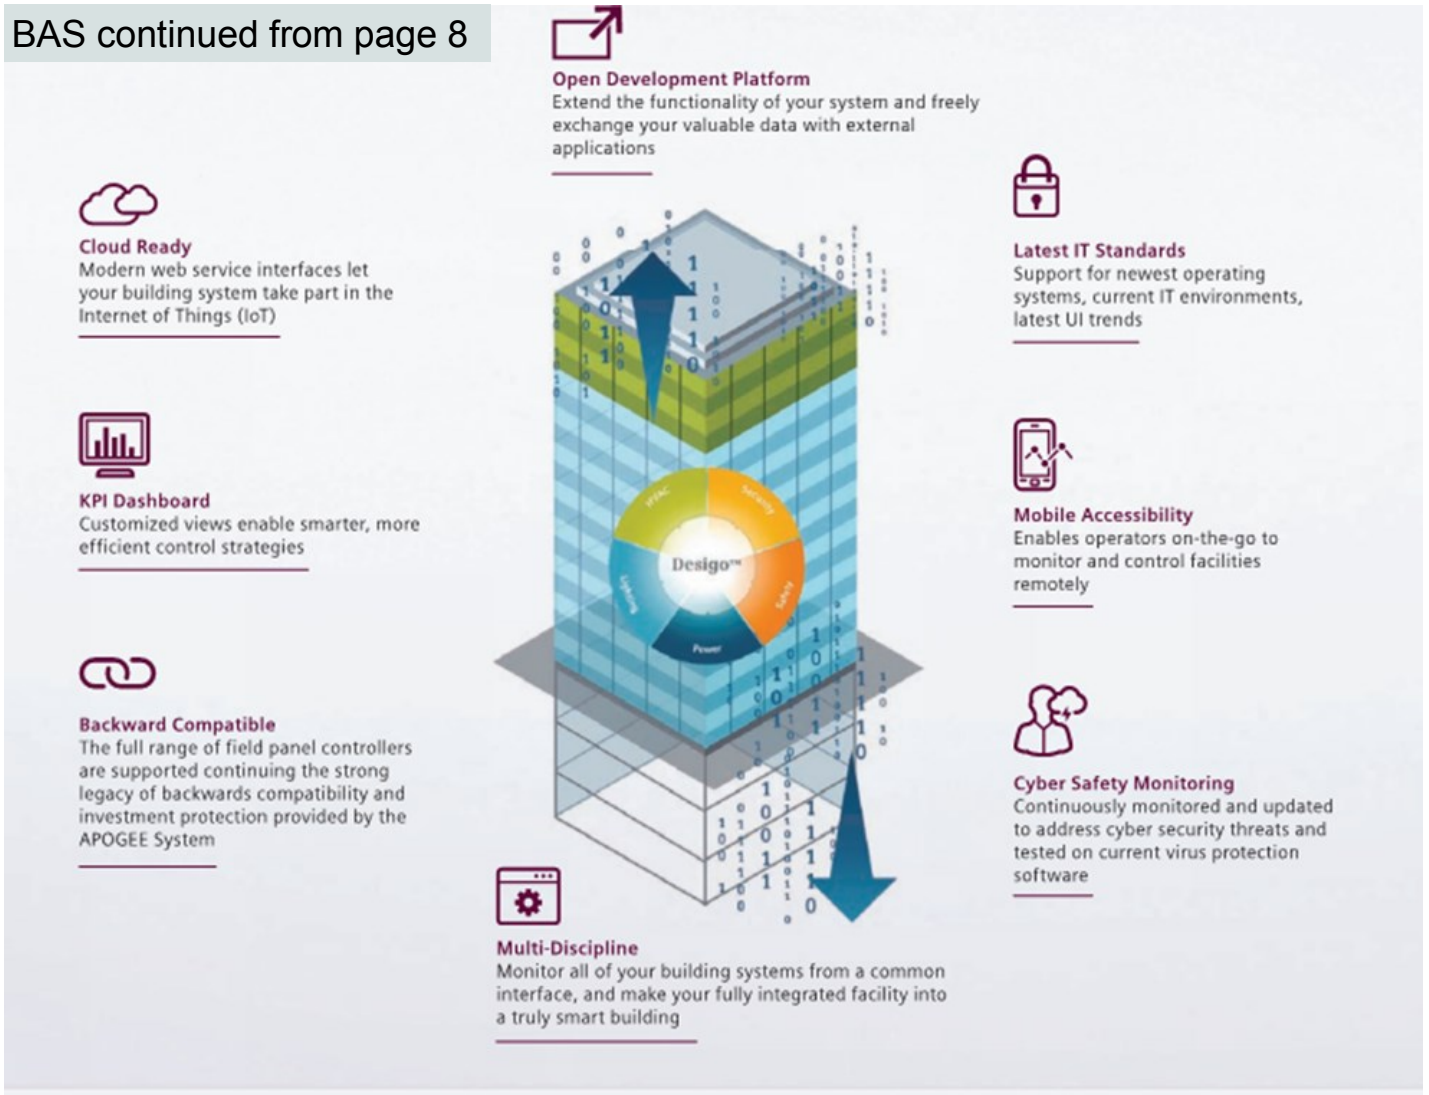 BAS continued from page 8
Open Development Platform
Extend the functionality of your system and freely
exchange your valuable data with external
applications
Cloud Ready
Modern web service interfaces let
your building system take part in the
Internet of Things (IoT)
Latest IT Standards
Support for newest operating
systems, current IT environments,
latest UI trends
KPI Dashboard
Customized views enable smarter, more
efficient control strategies
HVAC
Security
Desigo™
Lighting
Safety
Power
Mobile Accessibility
Enables operators on-the-go to
monitor and control facilities
remotely
Backward Compatible
The full range of field panel controllers
are supported continuing the strong
legacy of backwards compatibility and
investment protection provided by the
APOGEE System
Cyber Safety Monitoring
Continuously monitored and updated
to address cyber security threats and
tested on current virus protection
software
Multi-Discipline
Monitor all of your building systems from a common
interface, and make your fully integrated facility into
a truly smart building